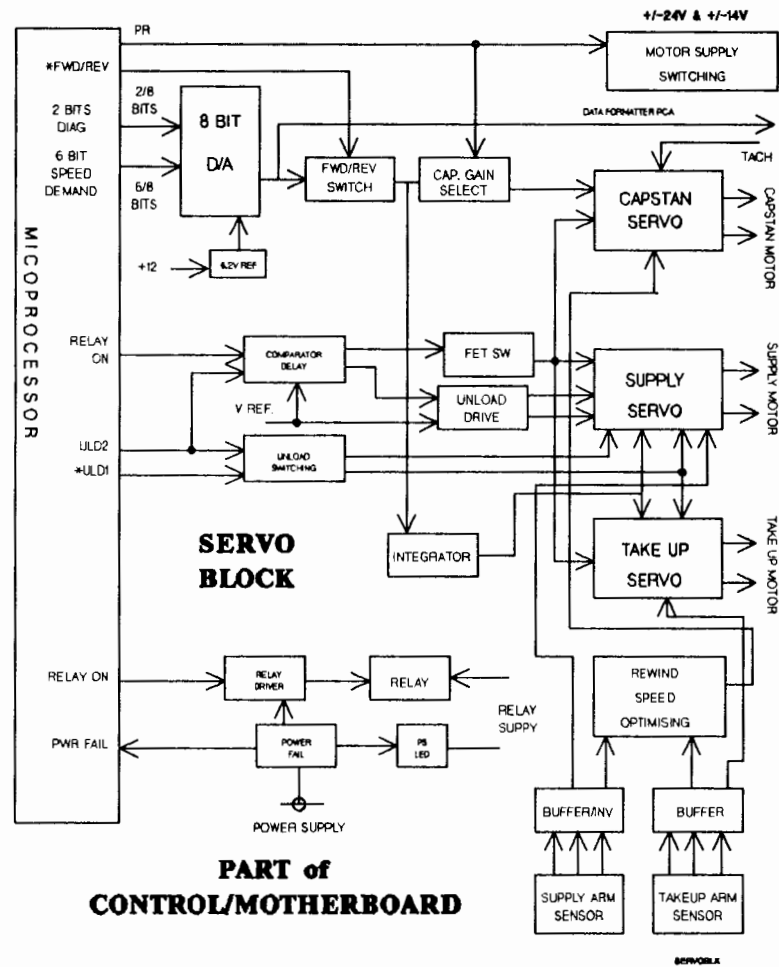 +/-24V & +/-14V
PR
MOTOR SUPPLY
SWITCHING
*FWD/REV
2/8
BITS
2 BITS
DIAG
8 BIT
D/A
DATA FORMATTER PCA
6 BIT
SPEED
DEMAND
6/8
BITS
FWD/REV
SWITCH
CAP. GAIN
SELECT
TACH
CAPSTAN
SERVO
CAPSTAN MOTOR
+12
6.2V REF
MICOPROCESSOR
RELAY
ON
COMPARATOR
DELAY
FET SW
SUPPLY
SERVO
SUPPLY MOTOR
V REF.
UNLOAD
DRIVE
ULD2
*ULD1
UNLOAD
SWITCHING
SERVO
BLOCK
INTEGRATOR
TAKE UP
SERVO
TAKE UP MOTOR
RELAY ON
RELAY
DRIVER
RELAY
RELAY
SUPPY
REWIND
SPEED
OPTIMISING
PWR FAIL
POWER
FAIL
PS
LED
POWER SUPPLY
BUFFER/INV
BUFFER
PART of
CONTROL/MOTHERBOARD
SUPPLY ARM
SENSOR
TAKEUP ARM
SENSOR
SERVOBLK